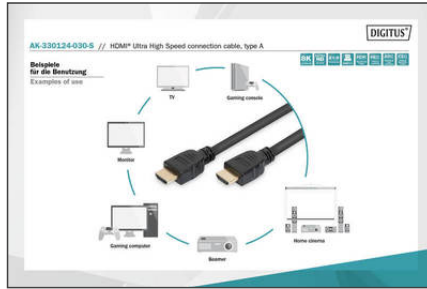 DIGITUS®
AK-330124-030-S // HDMI® Ultra High Speed connection cable, type A
8K
Beispiele
für die Benutzung
Examples of use
TV
Gaming console
Monitor
Gaming computer
Beamer
Home cinema